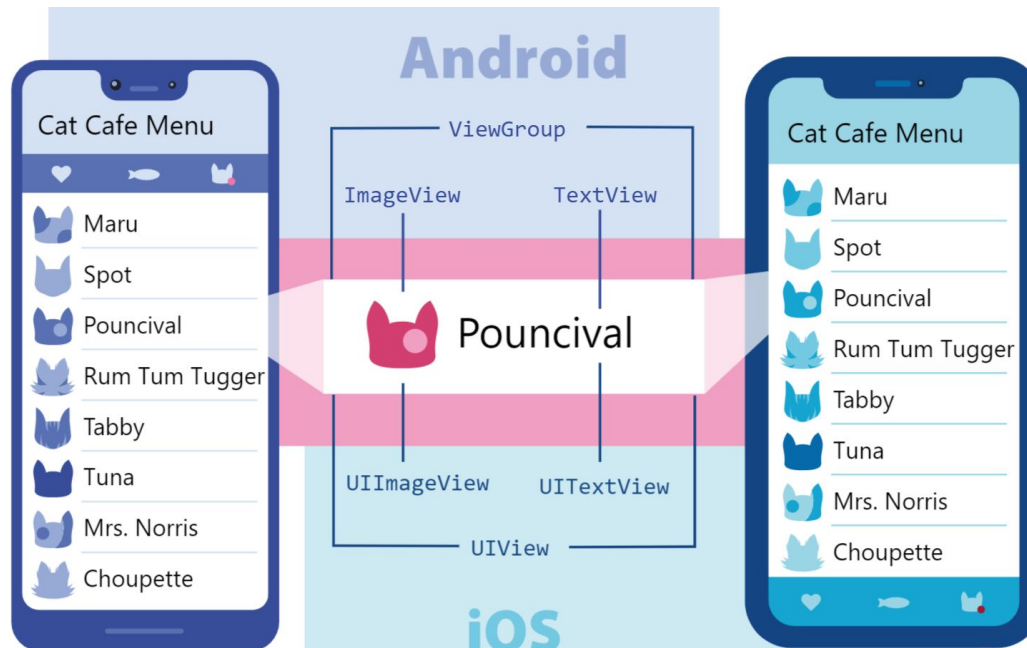 Android
Cat Cafe Menu
Maru
Spot
Pouncival
Rum Tum Tugger
Tabby
Tuna
Mrs. Norris
Choupette
ViewGroup
ImageView
TextView
Pouncival
UIImageView
UITextView
UIView
iOS
Cat Cafe Menu
Maru
Spot
Pouncival
Rum Tum Tugger
Tabby
Tuna
Mrs. Norris
Choupette